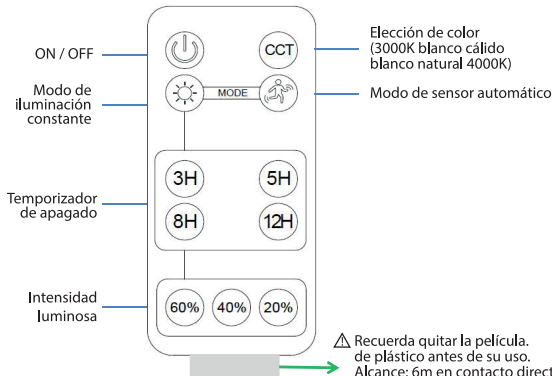 ON / OFF
CCT
Elección de color
(3000K blanco cálido
blanco natural 4000K)
Modo de
iluminación
constante
MODE
Modo de sensor automático
Temporizador
de apagado
3H
5H
8H
12H
Intensidad
luminosa
60%
40%
20%
Recuerda quitar la película.
de plástico antes de su uso.
Alcance: 6m en contacto direct